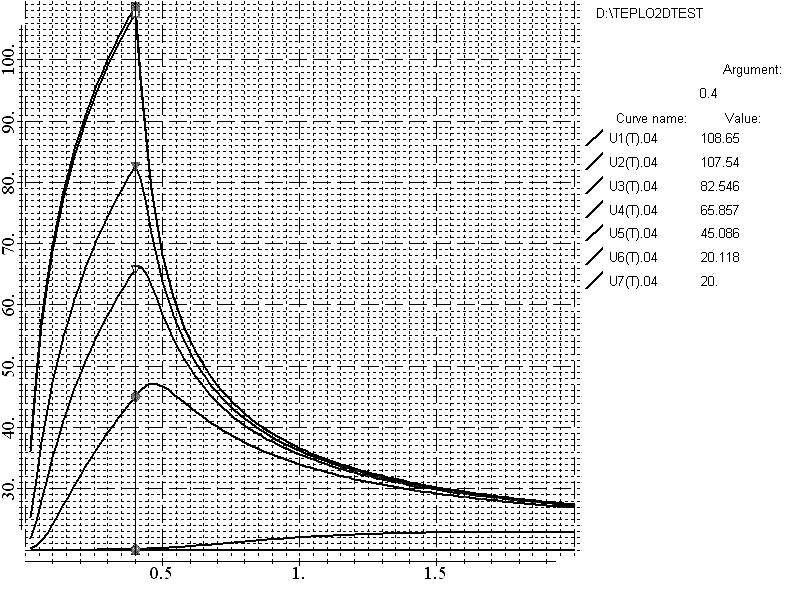 D:\TEPLO2DTEST
Argument:
0.4
Curve name: Value:
U1(T).04 108.65
U2(T).04 107.54
U3(T).04 82.546
U4(T).04 65.857
U5(T).04 45.086
U6(T).04 20.118
U7(T).04 20.
100.
90.
80.
70.
60.
50.
40.
30.
0.5 1. 1.5